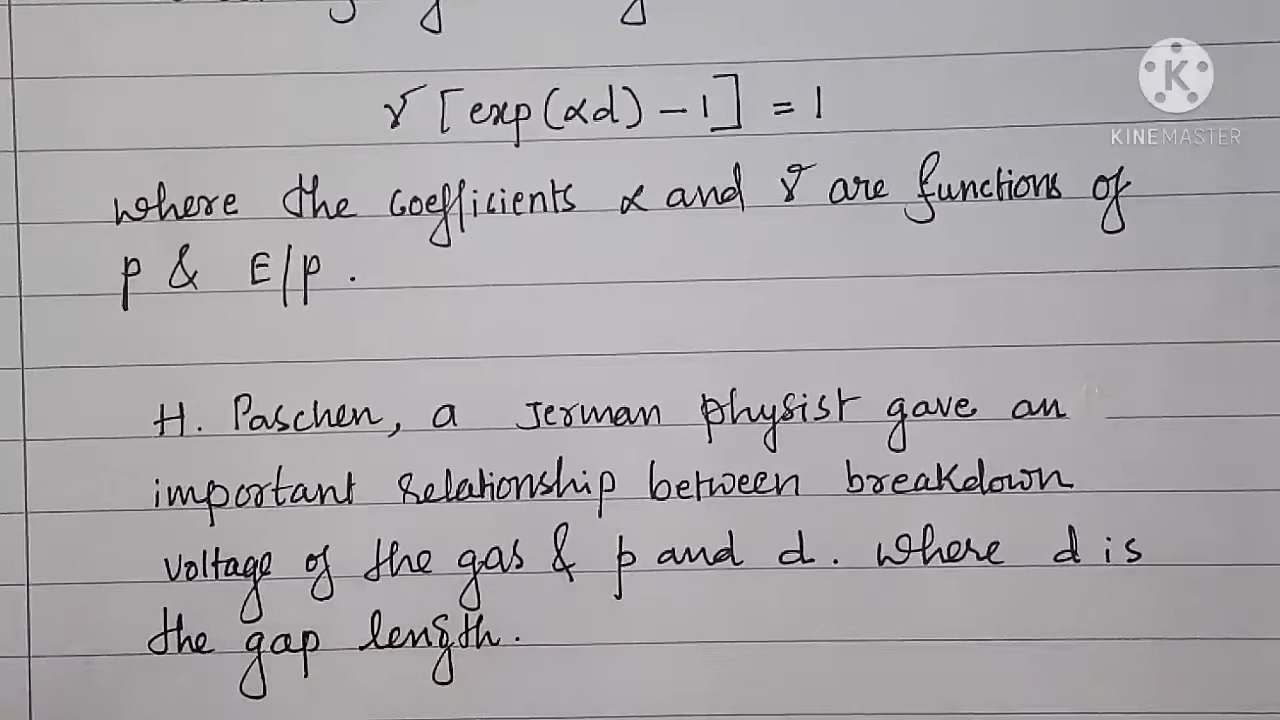 γ [exp(αd) – 1] = 1
KINEMASTER
where the coefficients α and γ are functions of
p & E/p .
H. Paschen, a Jerman physist gave an
important relationship between breakdown
voltage of the gas & p and d. where d is
the gap length.